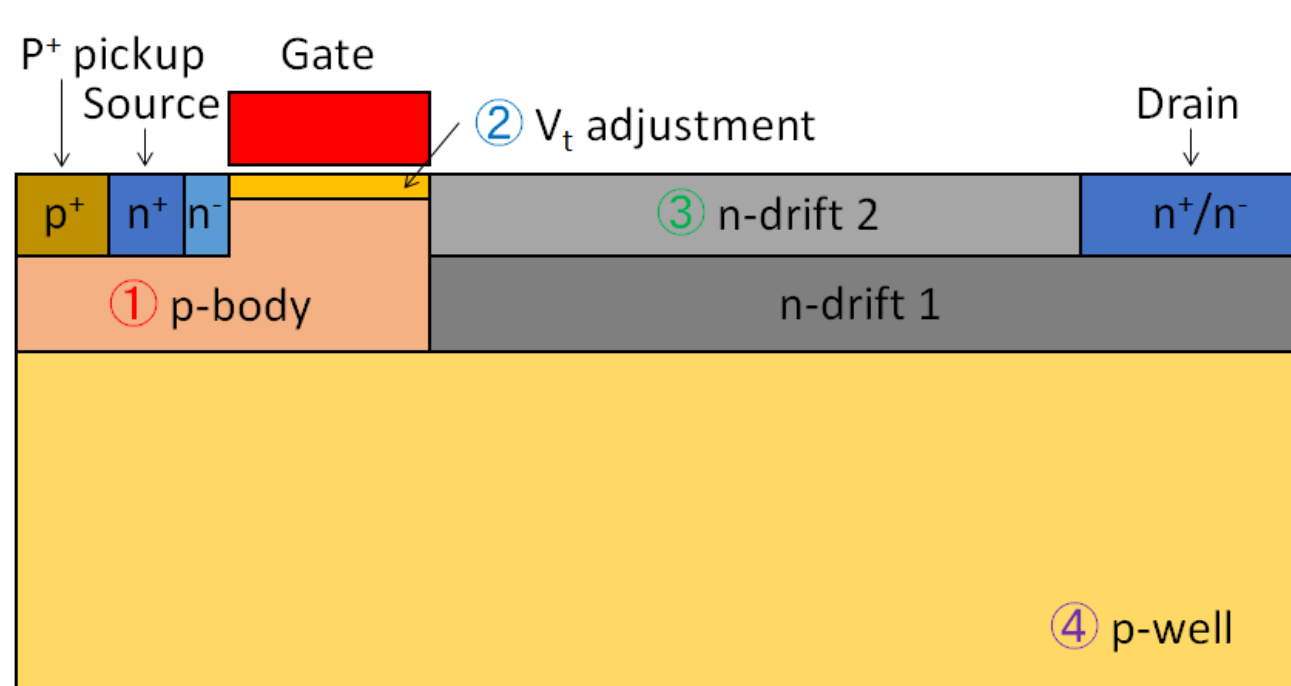 P⁺ pickup
Gate
Source
② Vₜ adjustment
Drain
p⁺
n⁺
n⁻
③ n-drift 2
n⁺/n⁻
① p-body
n-drift 1
④ p-well